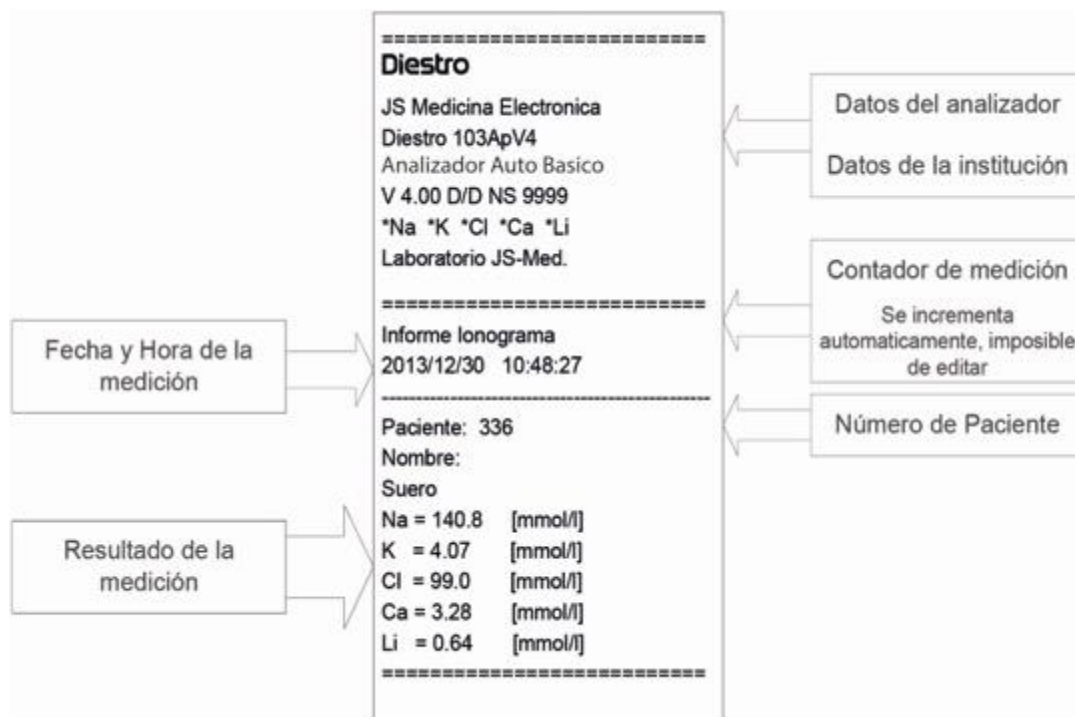 ===========================
Diestro
JS Medicina Electronica
Diestro 103ApV4
Analizador Auto Basico
V 4.00 D/D NS 9999
*Na *K *Cl *Ca *Li
Laboratorio JS-Med.
===========================
Informe Ionograma
2013/12/30 10:48:27
--------------------------------------------------
Paciente: 336
Nombre:
Suero
Na = 140.8 [mmol/l]
K = 4.07 [mmol/l]
Cl = 99.0 [mmol/l]
Ca = 3.28 [mmol/l]
Li = 0.64 [mmol/l]
===========================
Fecha y Hora de la
medición
Resultado de la
medición
Datos del analizador
Datos de la institución
Contador de medición
Se incrementa
automaticamente, imposible
de editar
Número de Paciente